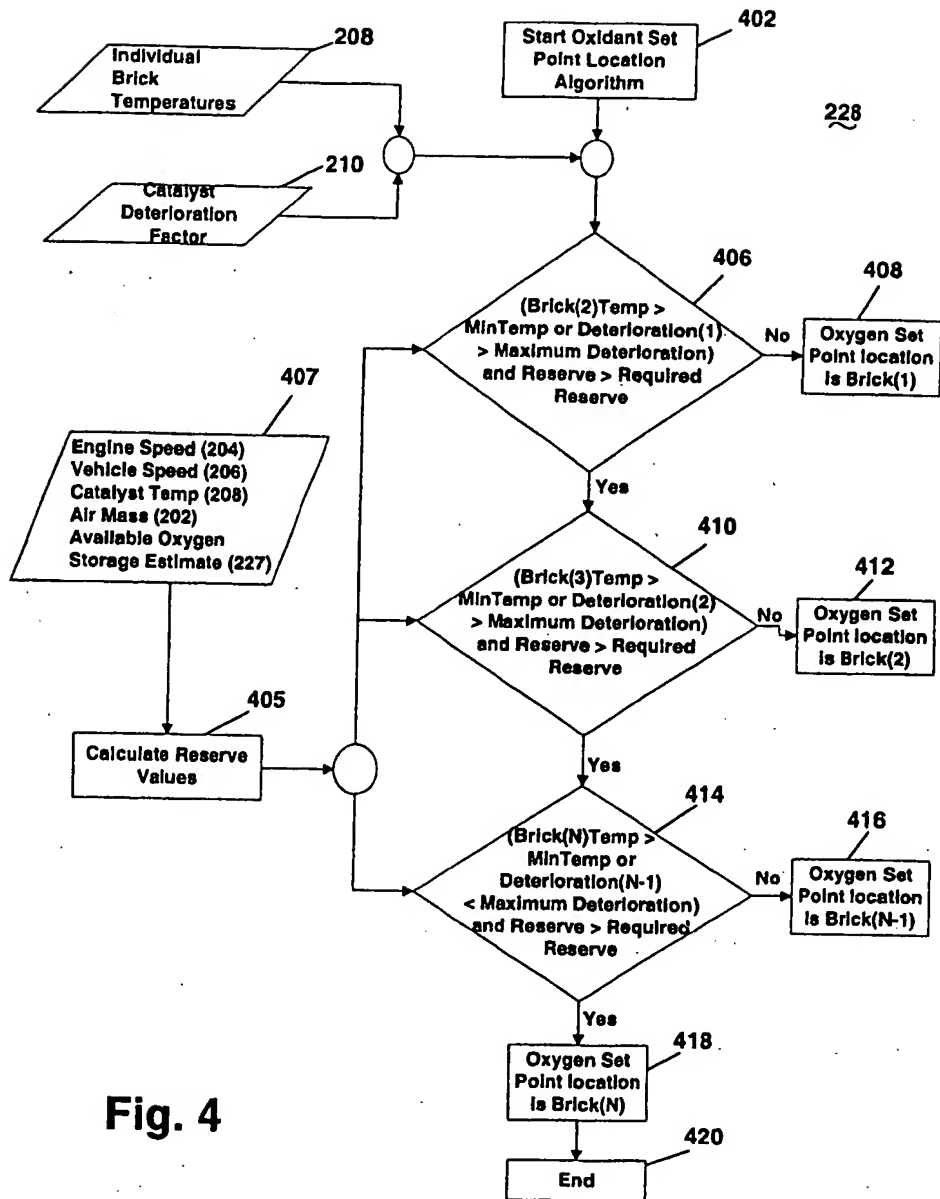 208
Individual
Brick
Temperatures
402
Start Oxidant Set
Point Location
Algorithm
228
210
Catalyst
Deterioration
Factor
406
(Brick(2)Temp >
MinTemp or Deterioration(1)
> Maximum Deterioration)
and Reserve > Required
Reserve
No
408
Oxygen Set
Point location
is Brick(1)
Yes
407
Engine Speed (204)
Vehicle Speed (206)
Catalyst Temp (208)
Air Mass (202)
Available Oxygen
Storage Estimate (227)
410
(Brick(3)Temp >
MinTemp or Deterioration(2)
> Maximum Deterioration)
and Reserve > Required
Reserve
No
412
Oxygen Set
Point location
is Brick(2)
Yes
405
Calculate Reserve
Values
414
(Brick(N)Temp >
MinTemp or
Deterioration(N-1)
< Maximum Deterioration)
and Reserve > Required
Reserve
No
416
Oxygen Set
Point location
is Brick(N-1)
Yes
418
Oxygen Set
Point location
is Brick(N)
420
End
Fig. 4